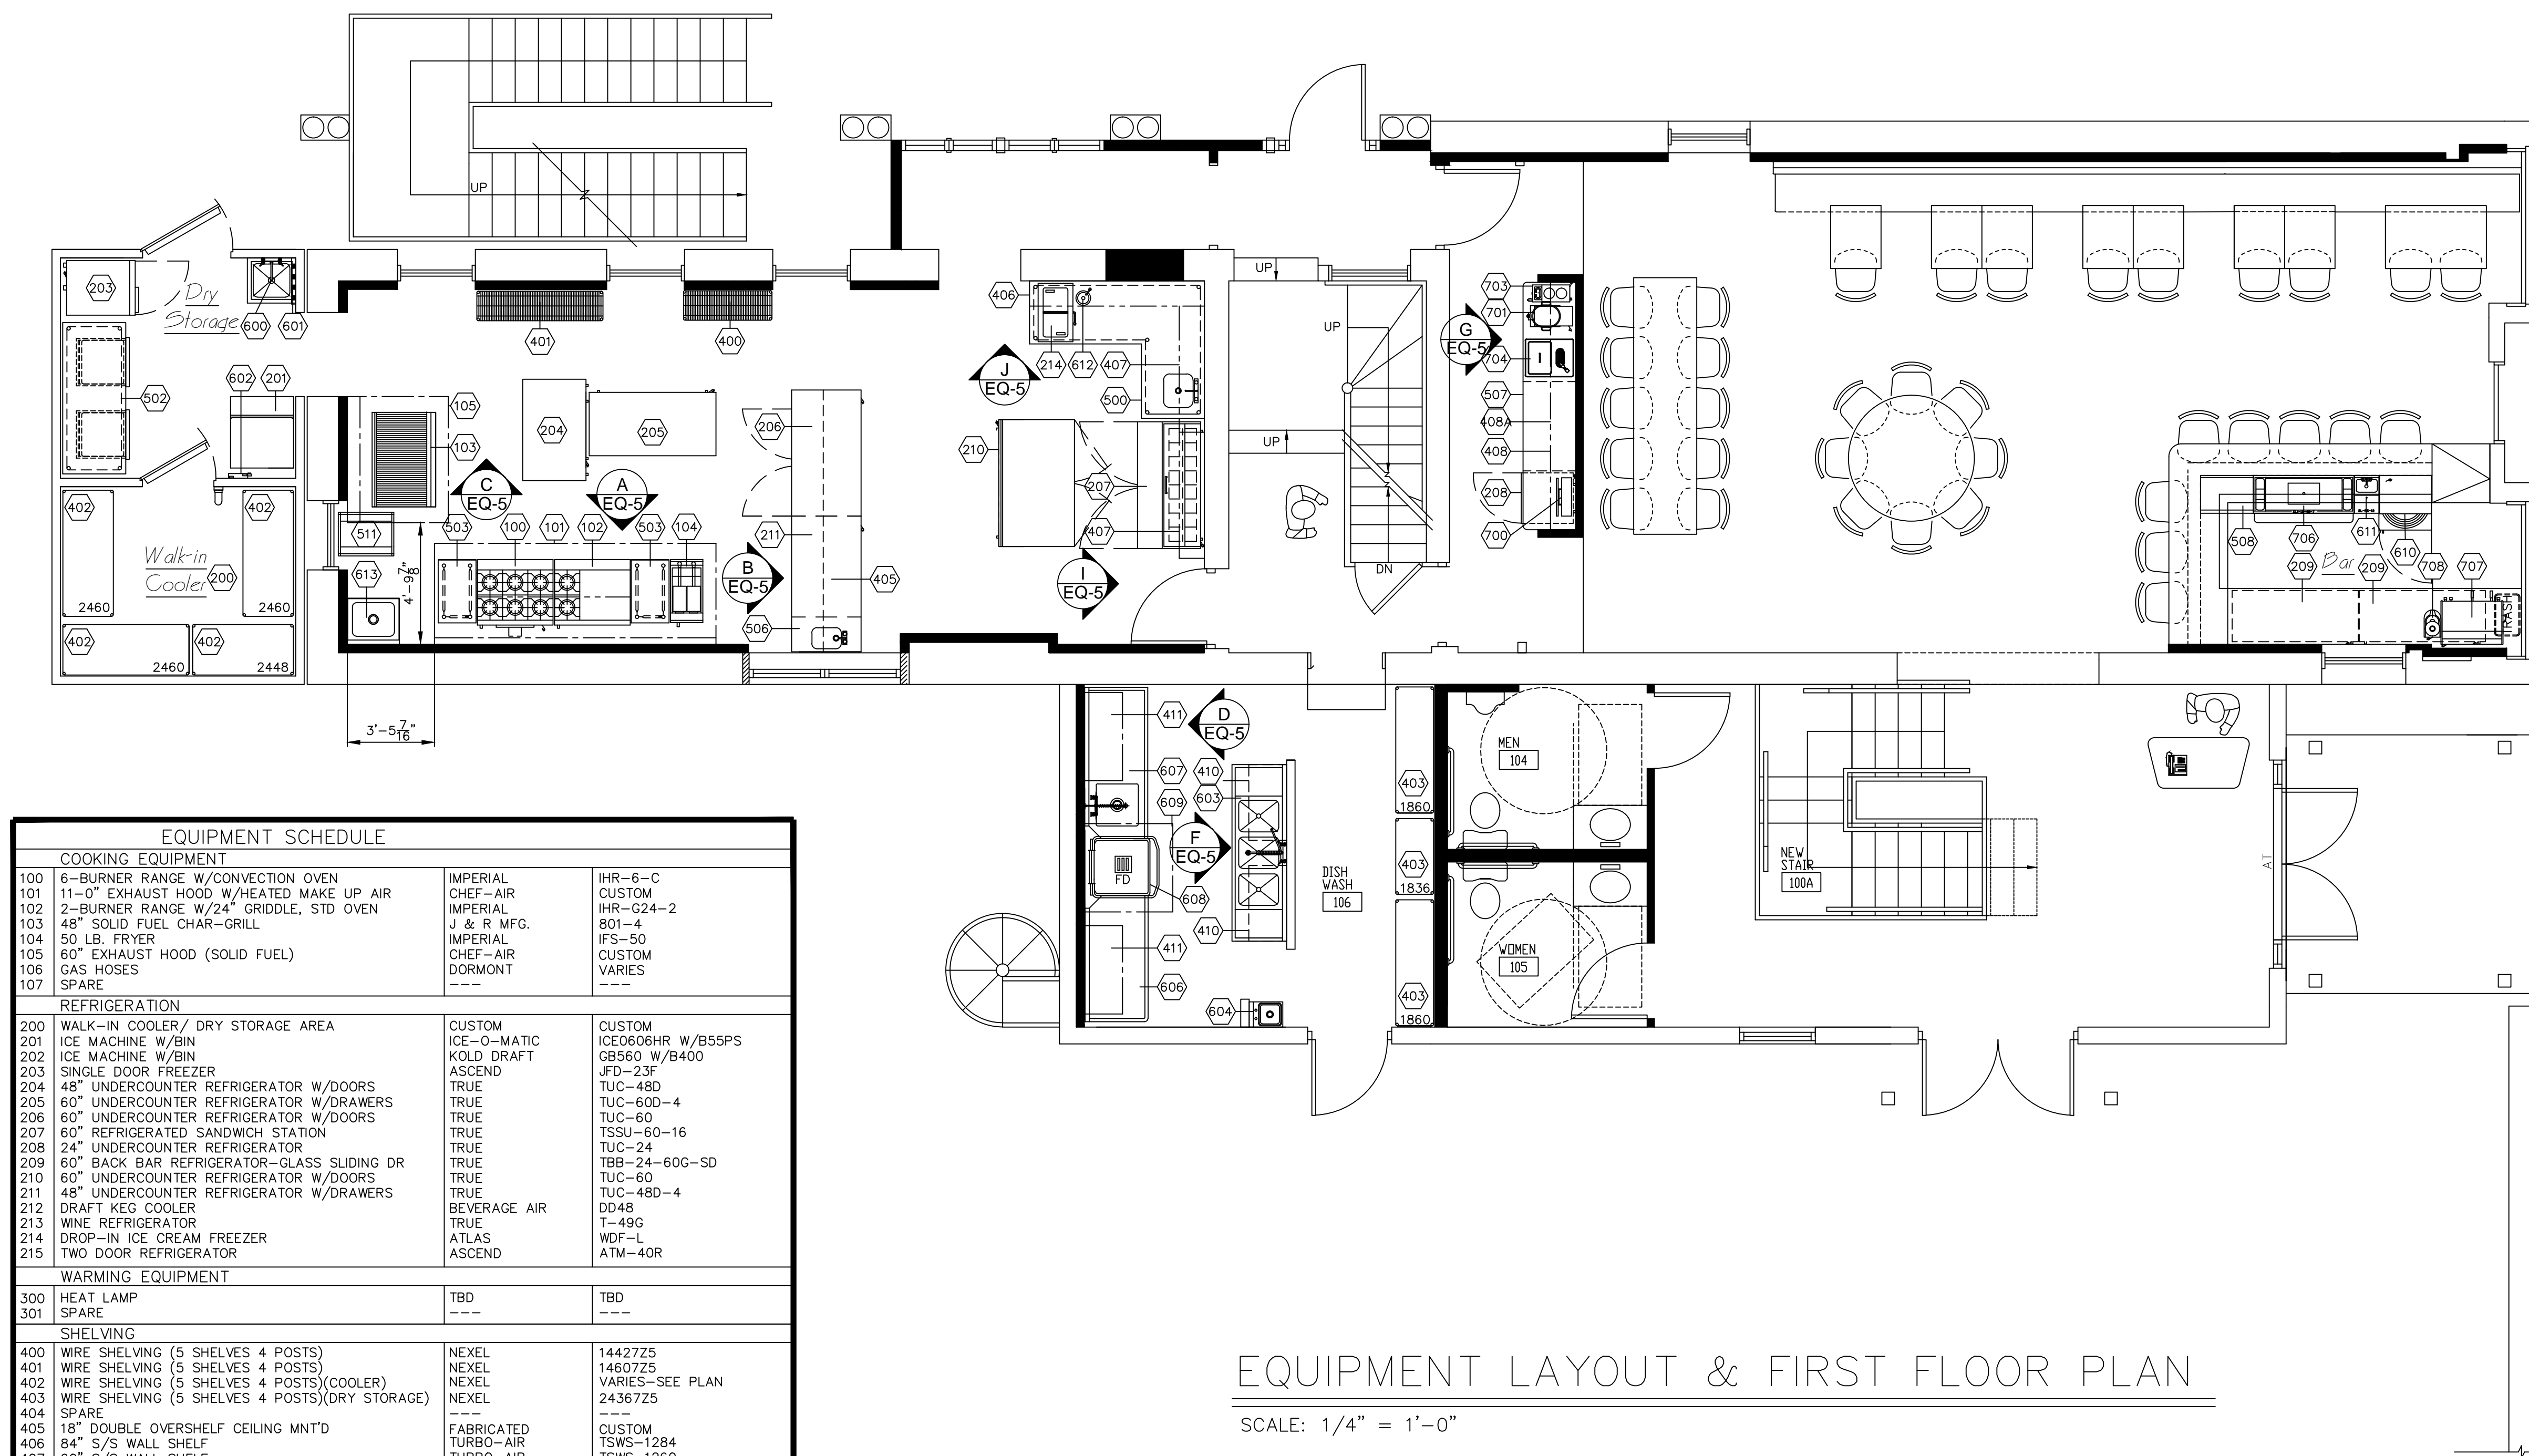 UP
203
Dry
Storage
600
601
401
400
602
201
502
105
103
204
205
206
402
402
Walk-in
Cooler
200
2460
2460
402
402
2460
2448
511
613
4'-9 7/8"
3'-5 7/16"
C
EQ-5
A
EQ-5
503
100
101
102
503
104
211
B
EQ-5
405
506
406
214
612
407
J
EQ-5
500
210
207
407
I
EQ-5
UP
UP
UP
DN
703
701
G
EQ-5
704
507
408A
408
208
700
508
706
611
610
209
Bar
209
708
707
TRASH
411
D
EQ-5
607
410
609
603
F
EQ-5
FD
608
410
411
606
604
DISH
WASH
106
403
1860
403
1836
403
1860
MEN
104
WOMEN
105
NEW
STAIR
100A
AT
EQUIPMENT SCHEDULE
COOKING EQUIPMENT
100 6-BURNER RANGE W/CONVECTION OVEN IMPERIAL IHR-6-C
101 11-0" EXHAUST HOOD W/HEATED MAKE UP AIR CHEF-AIR CUSTOM
102 2-BURNER RANGE W/24" GRIDDLE, STD OVEN IMPERIAL IHR-G24-2
103 48" SOLID FUEL CHAR-GRILL J & R MFG. 801-4
104 50 LB. FRYER IMPERIAL IFS-50
105 60" EXHAUST HOOD (SOLID FUEL) CHEF-AIR CUSTOM
106 GAS HOSES DORMONT VARIES
107 SPARE --- ---
REFRIGERATION
200 WALK-IN COOLER/ DRY STORAGE AREA CUSTOM CUSTOM
201 ICE MACHINE W/BIN ICE-O-MATIC ICE0606HR W/B55PS
202 ICE MACHINE W/BIN KOLD DRAFT GB560 W/B400
203 SINGLE DOOR FREEZER ASCEND JFD-23F
204 48" UNDERCOUNTER REFRIGERATOR W/DOORS TRUE TUC-48D
205 60" UNDERCOUNTER REFRIGERATOR W/DRAWERS TRUE TUC-60D-4
206 60" UNDERCOUNTER REFRIGERATOR W/DOORS TRUE TUC-60
207 60" REFRIGERATED SANDWICH STATION TRUE TSSU-60-16
208 24" UNDERCOUNTER REFRIGERATOR TRUE TUC-24
209 60" BACK BAR REFRIGERATOR-GLASS SLIDING DR TRUE TBB-24-60G-SD
210 60" UNDERCOUNTER REFRIGERATOR W/DOORS TRUE TUC-60
211 48" UNDERCOUNTER REFRIGERATOR W/DRAWERS TRUE TUC-48D-4
212 DRAFT KEG COOLER BEVERAGE AIR DD48
213 WINE REFRIGERATOR TRUE T-49G
214 DROP-IN ICE CREAM FREEZER ATLAS WDF-L
215 TWO DOOR REFRIGERATOR ASCEND ATM-40R
WARMING EQUIPMENT
300 HEAT LAMP TBD TBD
301 SPARE --- ---
SHELVING
400 WIRE SHELVING (5 SHELVES 4 POSTS) NEXEL 14427Z5
401 WIRE SHELVING (5 SHELVES 4 POSTS) NEXEL 14607Z5
402 WIRE SHELVING (5 SHELVES 4 POSTS)(COOLER) NEXEL VARIES-SEE PLAN
403 WIRE SHELVING (5 SHELVES 4 POSTS)(DRY STORAGE) NEXEL 24367Z5
404 SPARE --- ---
405 18" DOUBLE OVERSHELF CEILING MNT'D FABRICATED CUSTOM
406 84" S/S WALL SHELF TURBO-AIR TSWS-1284
EQUIPMENT LAYOUT & FIRST FLOOR PLAN
SCALE: 1/4" = 1'-0"